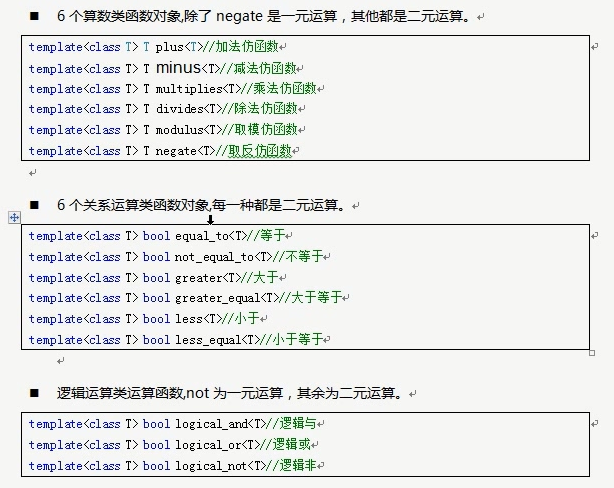 ■ 6 个算数类函数对象,除了 negate 是一元运算，其他都是二元运算。
template<class T> T plus<T>//加法仿函数
template<class T> T minus<T>//减法仿函数
template<class T> T multiplies<T>//乘法仿函数
template<class T> T divides<T>//除法仿函数
template<class T> T modulus<T>//取模仿函数
template<class T> T negate<T>//取反仿函数
■ 6 个关系运算类函数对象,每一种都是二元运算。
template<class T> bool equal_to<T>//等于
template<class T> bool not_equal_to<T>//不等于
template<class T> bool greater<T>//大于
template<class T> bool greater_equal<T>//大于等于
template<class T> bool less<T>//小于
template<class T> bool less_equal<T>//小于等于
■ 逻辑运算类运算函数,not 为一元运算，其余为二元运算。
template<class T> bool logical_and<T>//逻辑与
template<class T> bool logical_or<T>//逻辑或
template<class T> bool logical_not<T>//逻辑非